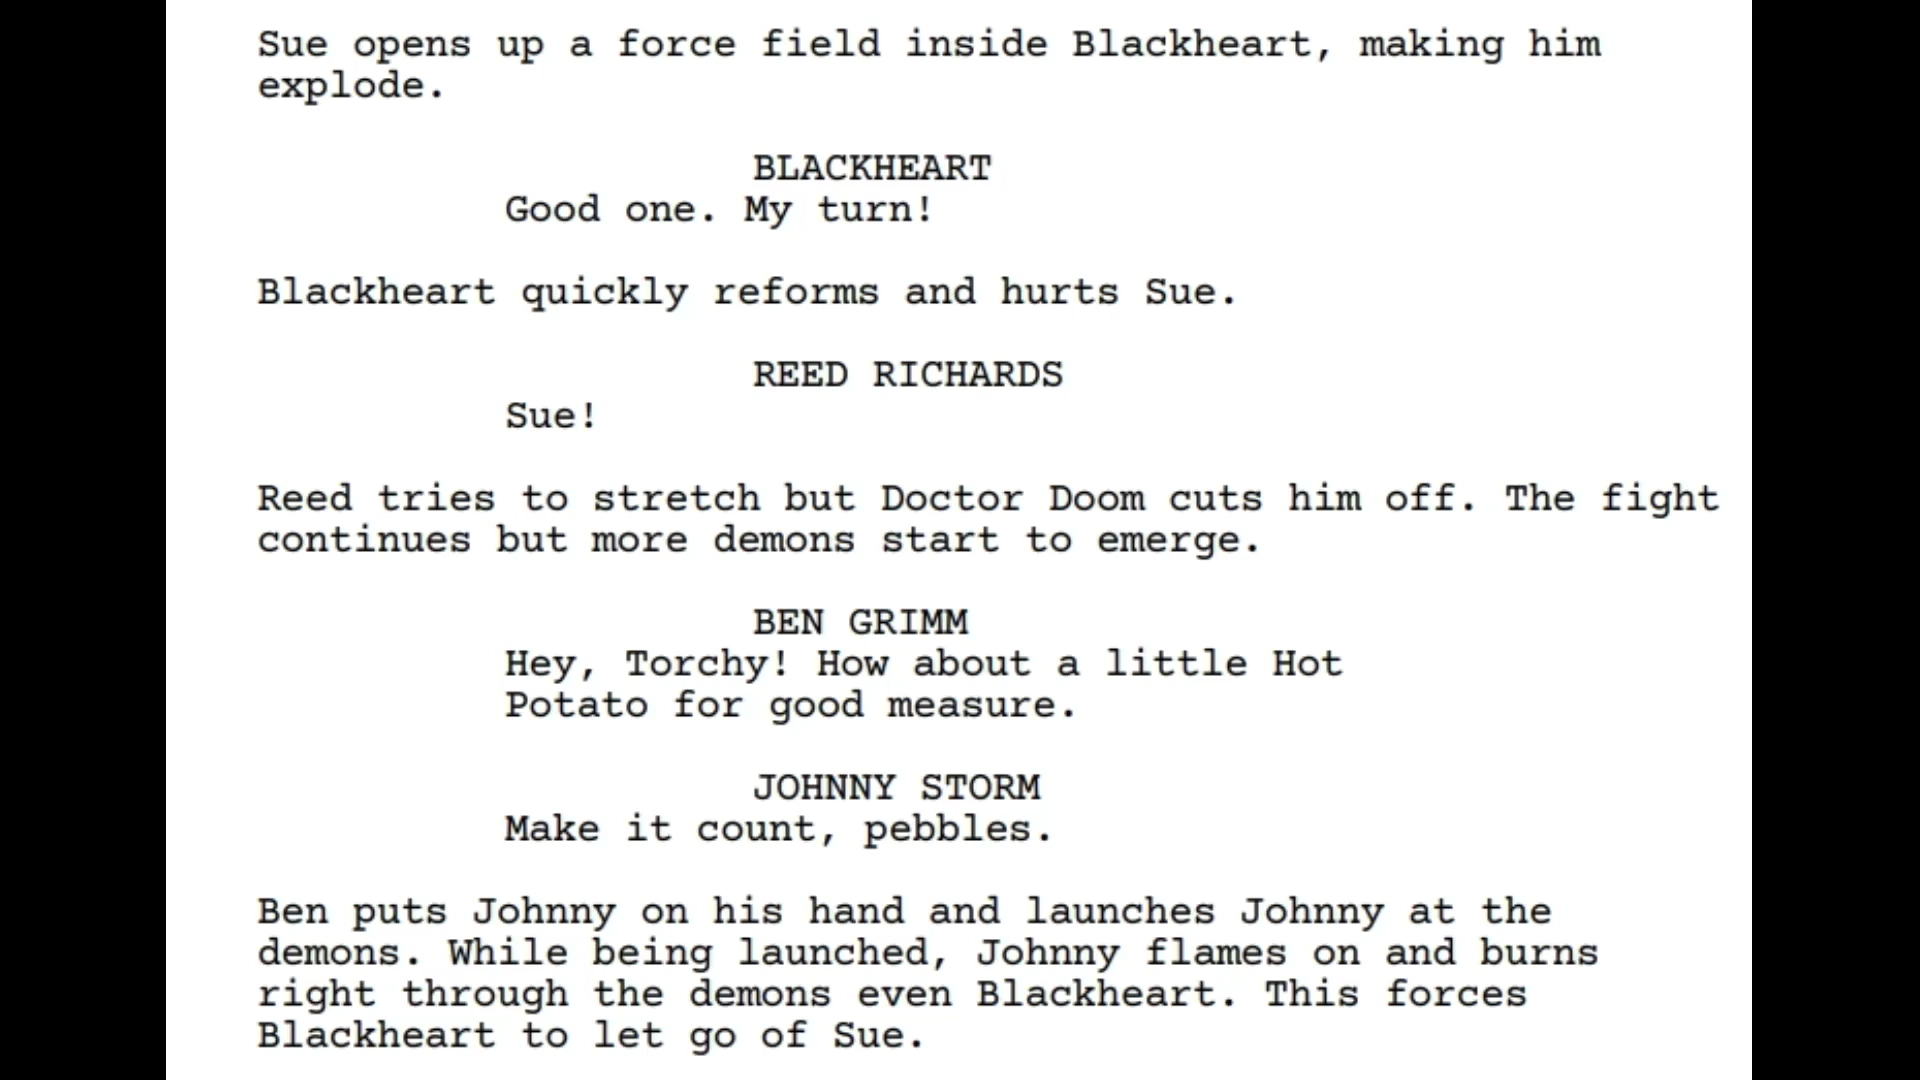 Sue opens up a force field inside Blackheart, making him
explode.
BLACKHEART
Good one. My turn!
Blackheart quickly reforms and hurts Sue.
REED RICHARDS
Sue!
Reed tries to stretch but Doctor Doom cuts him off. The fight
continues but more demons start to emerge.
BEN GRIMM
Hey, Torchy! How about a little Hot
Potato for good measure.
JOHNNY STORM
Make it count, pebbles.
Ben puts Johnny on his hand and launches Johnny at the
demons. While being launched, Johnny flames on and burns
right through the demons even Blackheart. This forces
Blackheart to let go of Sue.